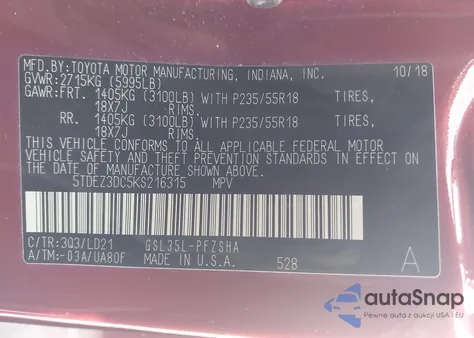 MFD.BY:TOYOTA MOTOR MANUFACTURING, INDIANA, INC. 10/18
GVWR:2715KG (5995LB)
GAWR:FRT. 1405KG (3100LB) WITH P235/55R18 TIRES,
18X7J RIMS
RR. 1405KG (3100LB) WITH P235/55R18 TIRES,
18X7J RIMS
THIS VEHICLE CONFORMS TO ALL APPLICABLE FEDERAL MOTOR
VEHICLE SAFETY AND BUMPER STANDARDS IN EFFECT ON
THE DATE OF MANUFACTURE SHOWN ABOVE.
5TDEZ3DC5KS216315 MPV
C/TR:3Q3/LD21 GSL35L-PFZSHA
A/TM:-03A/UA80F MADE IN U.S.A. 528 A
autoSnap
Pewne auta z USA, Kanady i EU